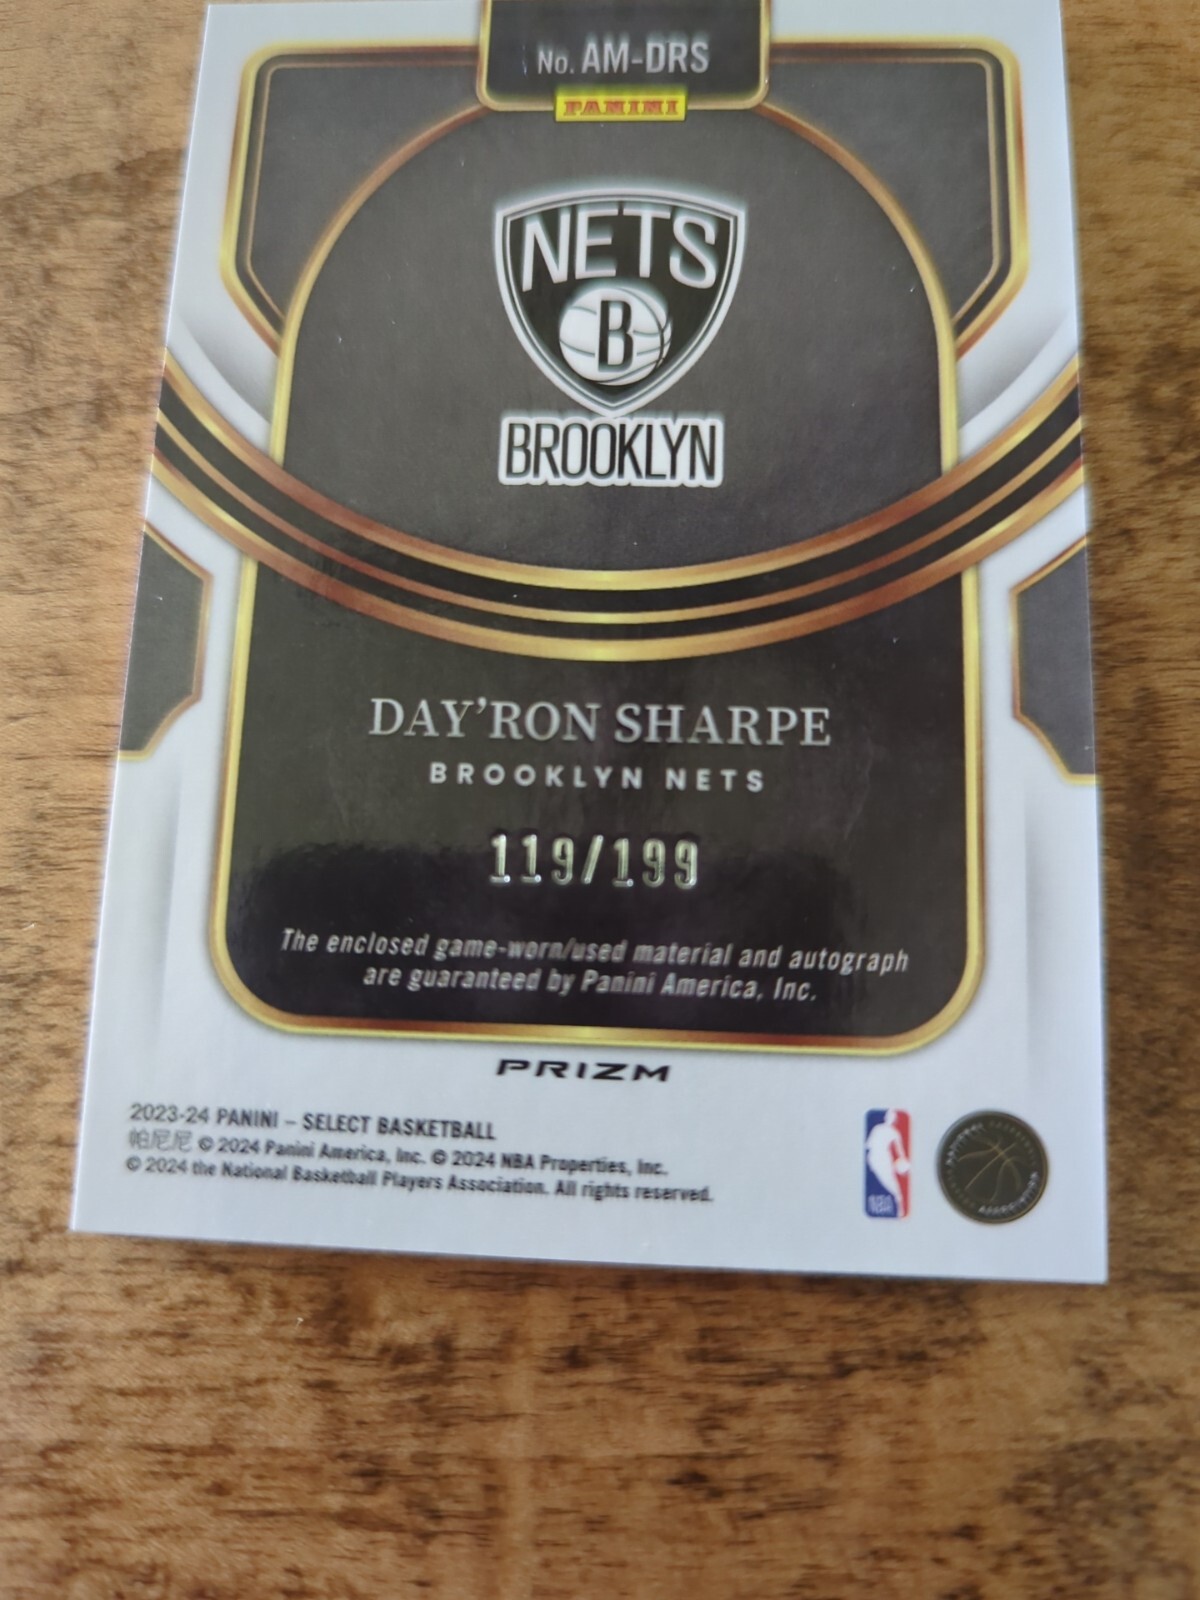 No. AM-DRS
PANINI
NETS
B
BROOKLYN
DAY'RON SHARPE
BROOKLYN NETS
119/199
The enclosed game-worn/used material and autograph
are guaranteed by Panini America, Inc.
PRIZM
2023-24 PANINI – SELECT BASKETBALL
帕尼尼 © 2024 Panini America, Inc. © 2024 NBA Properties, Inc.
© 2024 the National Basketball Players Association. All rights reserved.
NBA